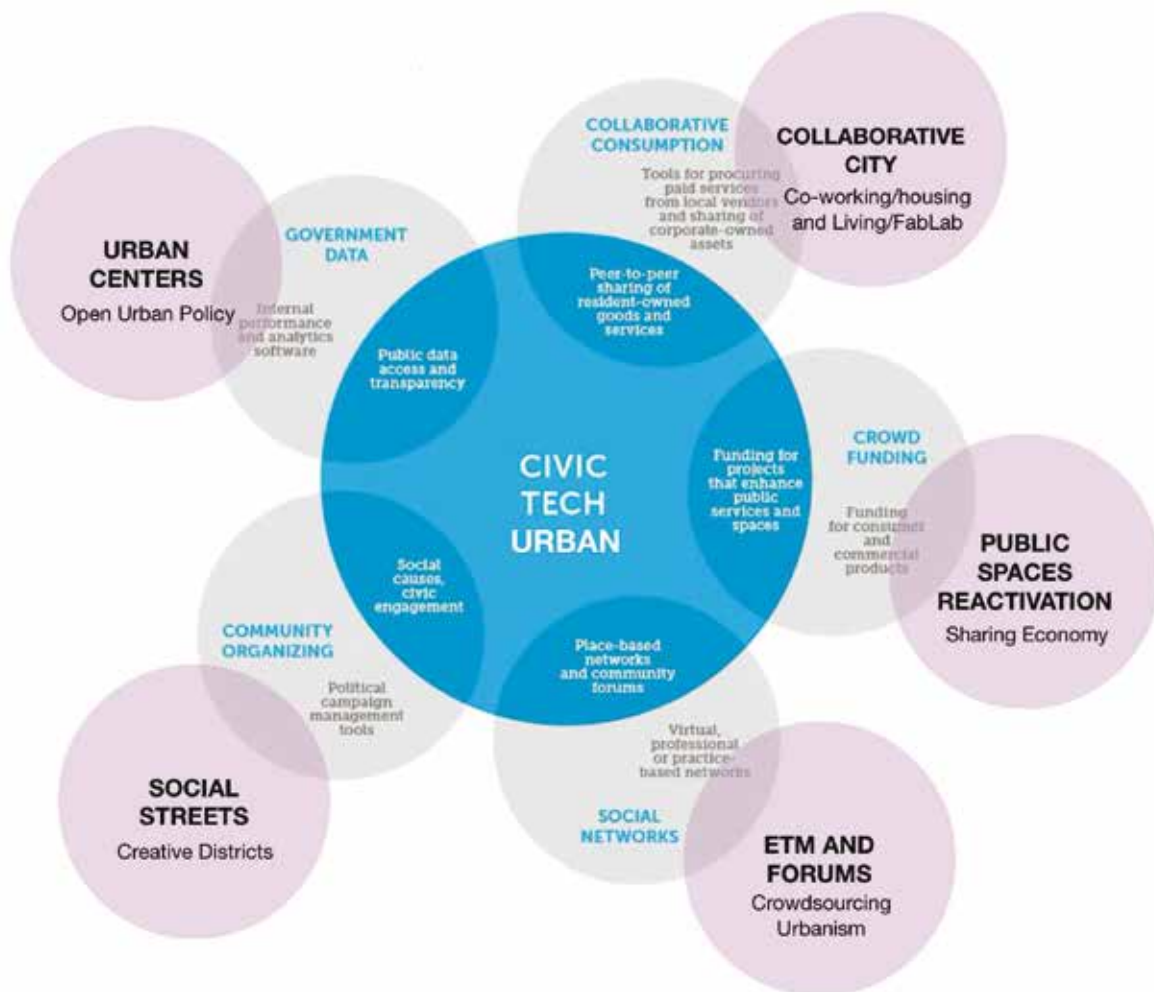 COLLABORATIVE
CONSUMPTION
Tools for procuring
paid services
from local vendors
and sharing of
corporate-owned
assets
COLLABORATIVE
CITY
Co-working/housing
and Living/FabLab
URBAN
CENTERS
Open Urban Policy
GOVERNMENT
DATA
Internal
performance
and analytics
software
Public data
access and
transparency
Peer-to-peer
sharing of
resident-owned
goods and
services
CIVIC
TECH
URBAN
Funding for
projects
that enhance
public
services and
spaces
CROWD
FUNDING
Funding
for consumer
and
commercial
products
PUBLIC
SPACES
REACTIVATION
Sharing Economy
Social
causes,
civic
engagement
COMMUNITY
ORGANIZING
Political
campaign
management
tools
SOCIAL
STREETS
Creative Districts
Place-based
networks
and community
forums
Virtual,
professional
or practice-
based networks
SOCIAL
NETWORKS
ETM AND
FORUMS
Crowdsourcing
Urbanism